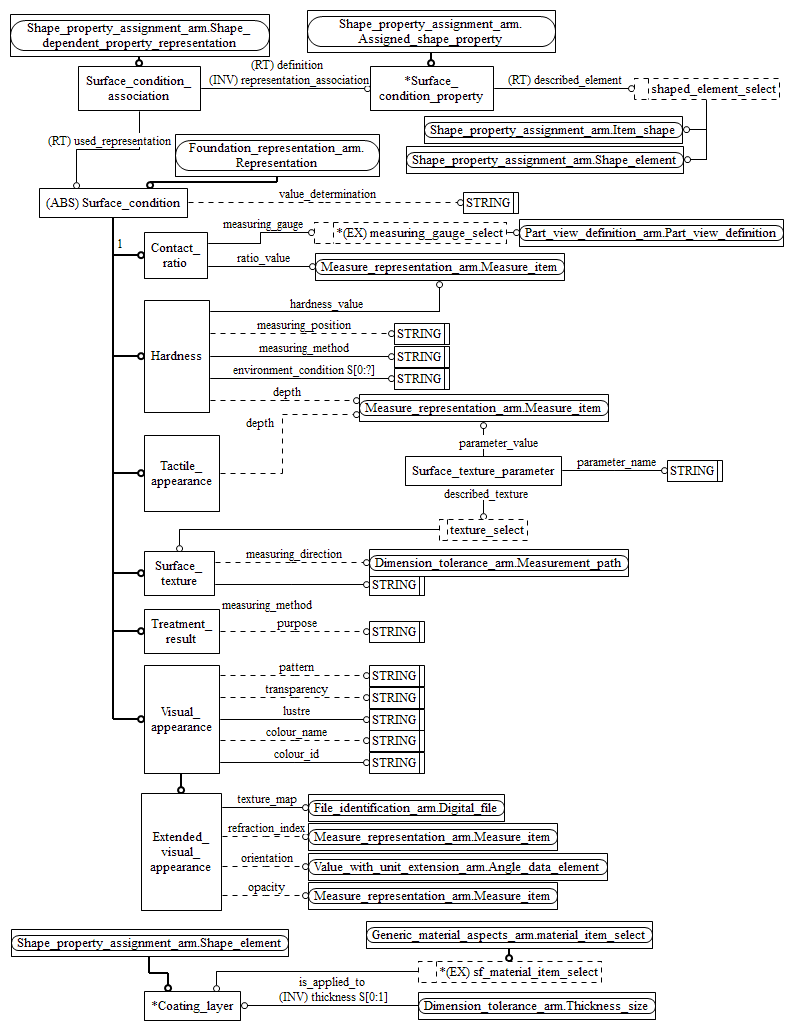 Shape_property_assignment_arm.Shape_
dependent_property_representation
Shape_property_assignment_arm.
Assigned_shape_property
(RT) definition
(INV) representation_association
Surface_condition_
association
*Surface_
condition_property
(RT) described_element
shaped_element_select
Shape_property_assignment_arm.Item_shape
Shape_property_assignment_arm.Shape_element
(RT) used_representation
Foundation_representation_arm.
Representation
(ABS) Surface_condition
value_determination
STRING
1
Contact_
ratio
measuring_gauge
*(EX) measuring_gauge_select
Part_view_definition_arm.Part_view_definition
ratio_value
Measure_representation_arm.Measure_item
Hardness
hardness_value
measuring_position
STRING
measuring_method
STRING
environment_condition S[0:?]
STRING
depth
Measure_representation_arm.Measure_item
depth
Tactile_
appearance
parameter_value
Surface_texture_parameter
parameter_name
STRING
described_texture
texture_select
Surface_
texture
measuring_direction
Dimension_tolerance_arm.Measurement_path
STRING
measuring_method
Treatment_
result
purpose
STRING
Visual_
appearance
pattern
STRING
transparency
STRING
lustre
STRING
colour_name
STRING
colour_id
STRING
Extended_
visual_
appearance
texture_map
File_identification_arm.Digital_file
refraction_index
Measure_representation_arm.Measure_item
orientation
Value_with_unit_extension_arm.Angle_data_element
opacity
Measure_representation_arm.Measure_item
Shape_property_assignment_arm.Shape_element
Generic_material_aspects_arm.material_item_select
*(EX) sf_material_item_select
is_applied_to
(INV) thickness S[0:1]
*Coating_layer
Dimension_tolerance_arm.Thickness_size